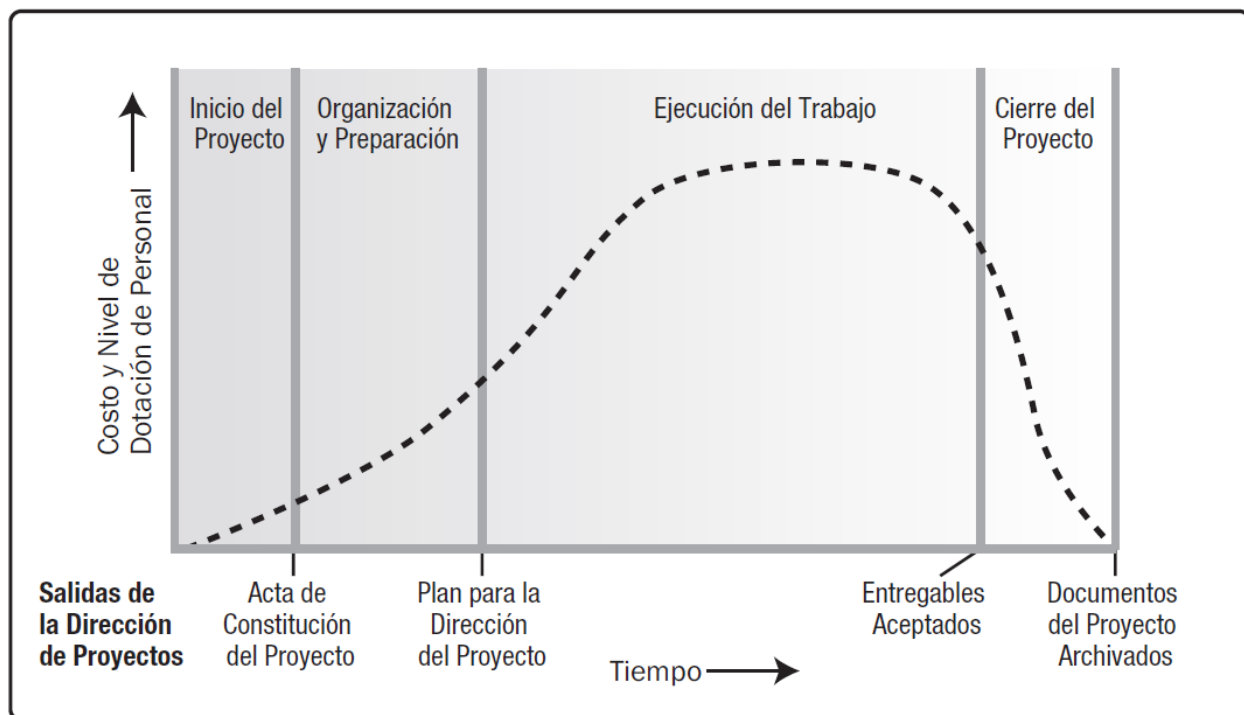 Inicio del
Proyecto
Organización
y Preparación
Ejecución del Trabajo
Cierre del
Proyecto
Costo y Nivel de
Dotación de Personal
Salidas de
la Dirección
de Proyectos
Acta de
Constitución
del Proyecto
Plan para la
Dirección
del Proyecto
Tiempo
Entregables
Aceptados
Documentos
del Proyecto
Archivados